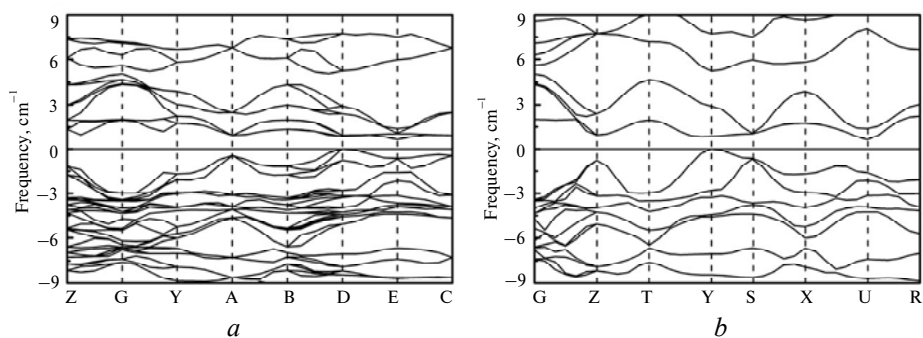 9
6
3
0
−3
−6
−9
Frequency, cm⁻¹
Z G Y A B D E C
a
9
6
3
0
−3
−6
−9
Frequency, cm⁻¹
G Z T Y S X U R
b